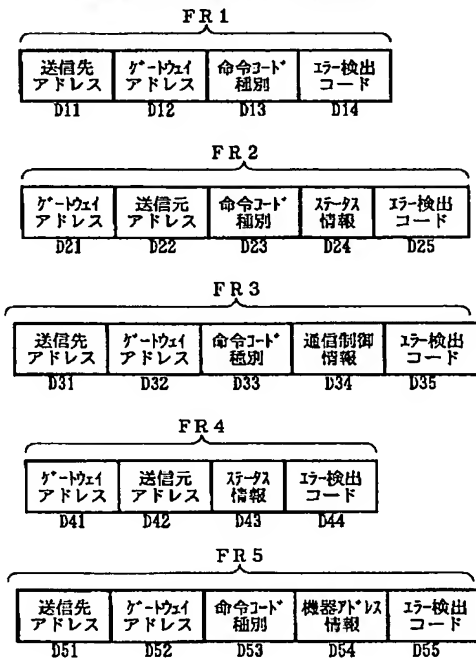 FR1
送信先 ゲートウェイ 命令コード エラー検出
アドレス アドレス 種別 コード
D11 D12 D13 D14
FR2
ゲートウェイ 送信元 命令コード ステータス エラー検出
アドレス アドレス 種別 情報 コード
D21 D22 D23 D24 D25
FR3
送信先 ゲートウェイ 命令コード 通信制御 エラー検出
アドレス アドレス 種別 情報 コード
D31 D32 D33 D34 D35
FR4
ゲートウェイ 送信元 ステータス エラー検出
アドレス アドレス 情報 コード
D41 D42 D43 D44
FR5
送信先 ゲートウェイ 命令コード 機器アドレス エラー検出
アドレス アドレス 種別 情報 コード
D51 D52 D53 D54 D55